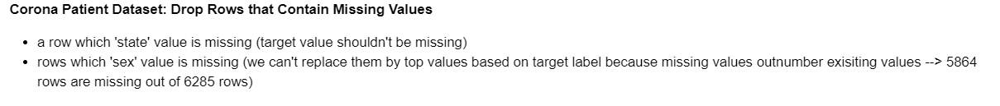 Corona Patient Dataset: Drop Rows that Contain Missing Values
• a row which 'state' value is missing (target value shouldn't be missing)
• rows which 'sex' value is missing (we can't replace them by top values based on target label because missing values outnumber exisiting values --> 5864
rows are missing out of 6285 rows)